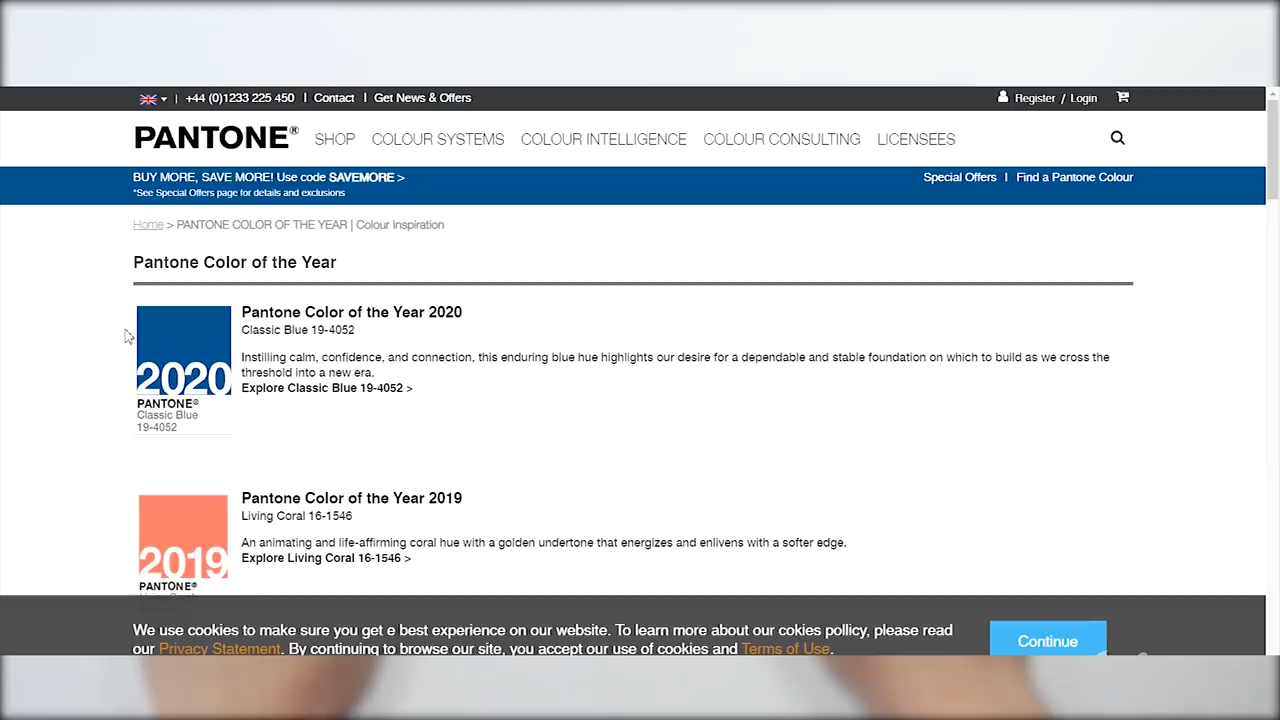 +44 (0)1233 225 450 | Contact | Get News & Offers
Register / Login
PANTONE® SHOP COLOUR SYSTEMS COLOUR INTELLIGENCE COLOUR CONSULTING LICENSEES
BUY MORE, SAVE MORE! Use code SAVEMORE >
*See Special Offers page for details and exclusions
Special Offers | Find a Pantone Colour
Home > PANTONE COLOR OF THE YEAR | Colour Inspiration
Pantone Color of the Year
2020
PANTONE®
Classic Blue
19-4052
Pantone Color of the Year 2020
Classic Blue 19-4052
Instilling calm, confidence, and connection, this enduring blue hue highlights our desire for a dependable and stable foundation on which to build as we cross the
threshold into a new era.
Explore Classic Blue 19-4052 >
2019
PANTONE®
Pantone Color of the Year 2019
Living Coral 16-1546
An animating and life-affirming coral hue with a golden undertone that energizes and enlivens with a softer edge.
Explore Living Coral 16-1546 >
We use cookies to make sure you get e best experience on our website. To learn more about our cokies pollicy, please read
our Privacy Statement. By continuing to browse our site, you accept our use of cookies and Terms of Use.
Continue